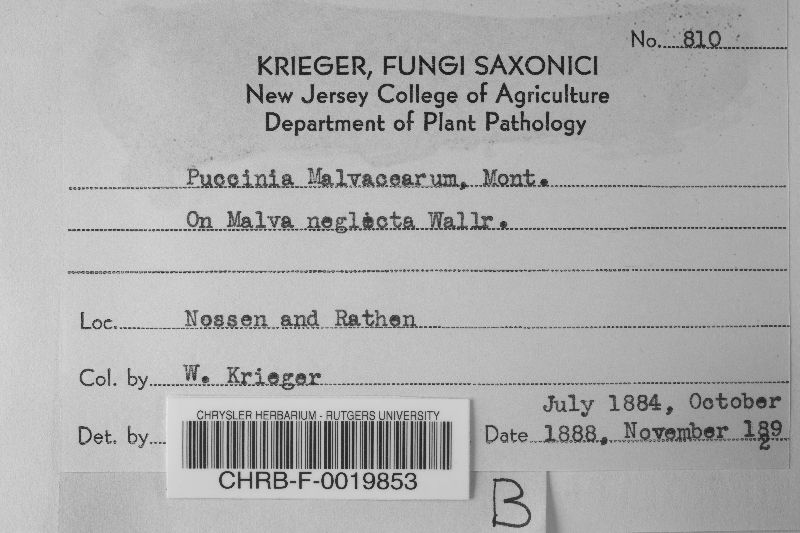 No. 810
KRIEGER, FUNGI SAXONICI
New Jersey College of Agriculture
Department of Plant Pathology
Puccinia Malvacearum, Mont.
On Malva neglecta Wallr.
Loc. Nossen and Rathen
Col. by W. Krieger
July 1884, October
Det. by
Date 1888, November 1892
CHRYSLER HERBARIUM - RUTGERS UNIVERSITY
CHRB-F-0019853
B